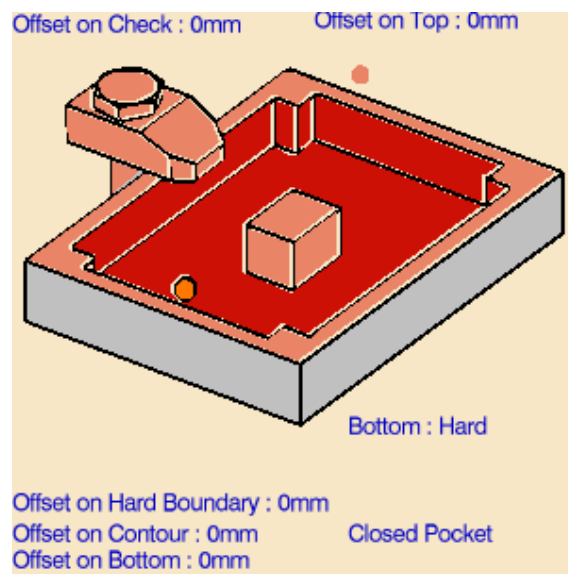 Offset on Check : 0mm
Offset on Top : 0mm
Bottom : Hard
Offset on Hard Boundary : 0mm
Offset on Contour : 0mm
Closed Pocket
Offset on Bottom : 0mm